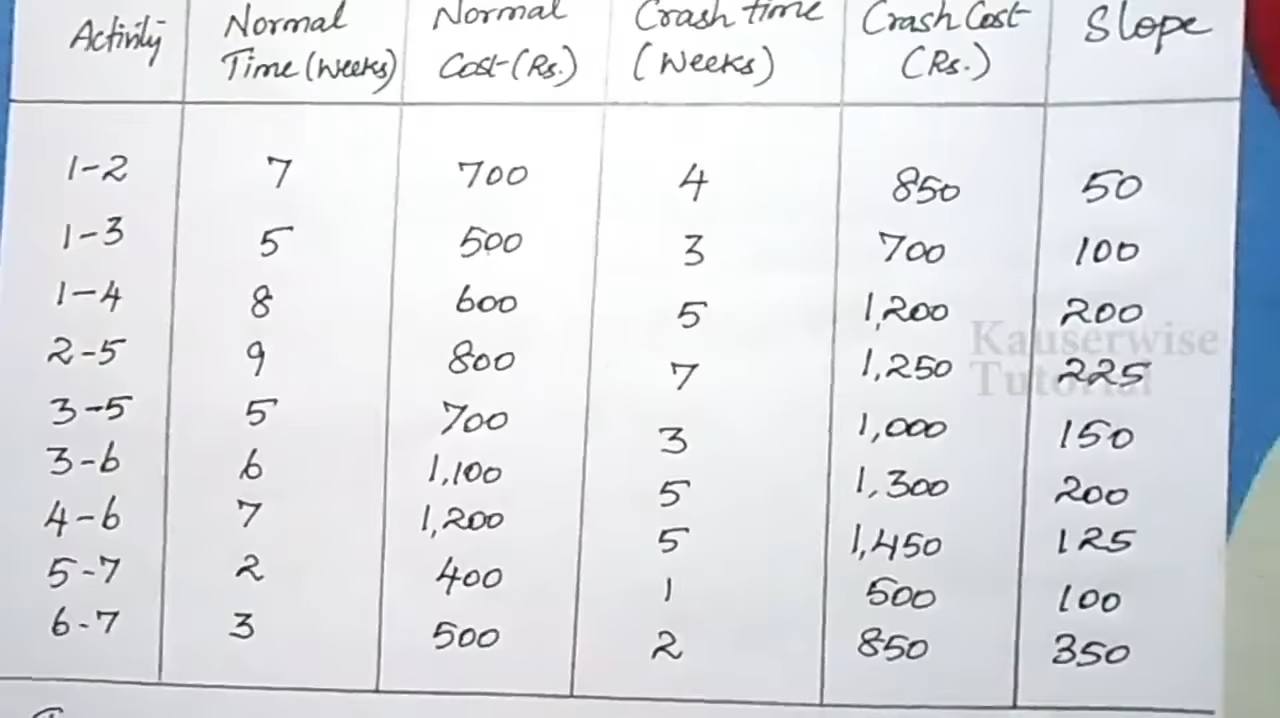 Activity Normal Time (Weeks) Normal Cost (Rs.) Crash time (Weeks) Crash Cost (Rs.) Slope
1-2 7 700 4 850 50
1-3 5 500 3 700 100
1-4 8 600 5 1,200 200
2-5 9 800 7 1,250 225
3-5 5 700 3 1,000 150
3-6 6 1,100 5 1,300 200
4-6 7 1,200 5 1,450 125
5-7 2 400 1 500 100
6-7 3 500 2 850 350
Kauserwise
Tutorial